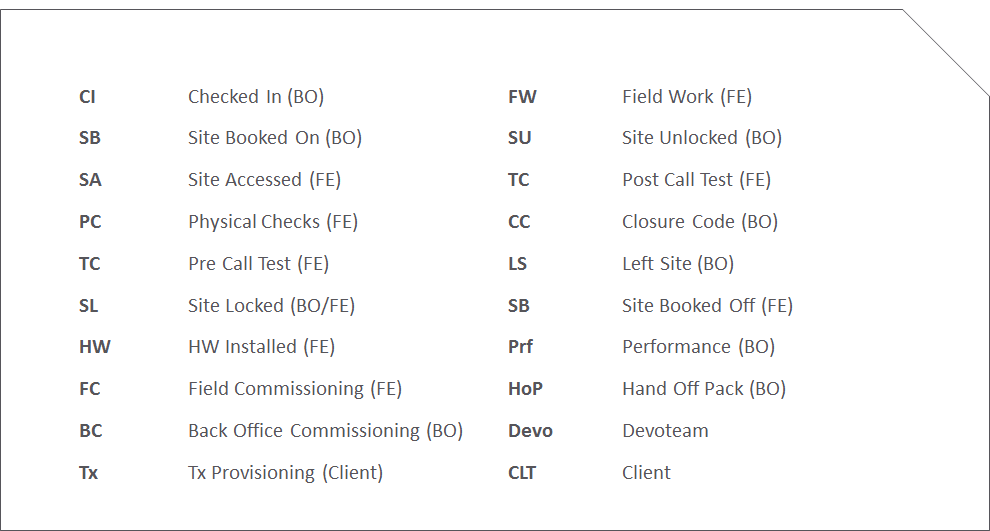 CI Checked In (BO) FW Field Work (FE)
SB Site Booked On (BO) SU Site Unlocked (BO)
SA Site Accessed (FE) TC Post Call Test (FE)
PC Physical Checks (FE) CC Closure Code (BO)
TC Pre Call Test (FE) LS Left Site (BO)
SL Site Locked (BO/FE) SB Site Booked Off (FE)
HW HW Installed (FE) Prf Performance (BO)
FC Field Commissioning (FE) HoP Hand Off Pack (BO)
BC Back Office Commissioning (BO) Devo Devoteam
Tx Tx Provisioning (Client) CLT Client